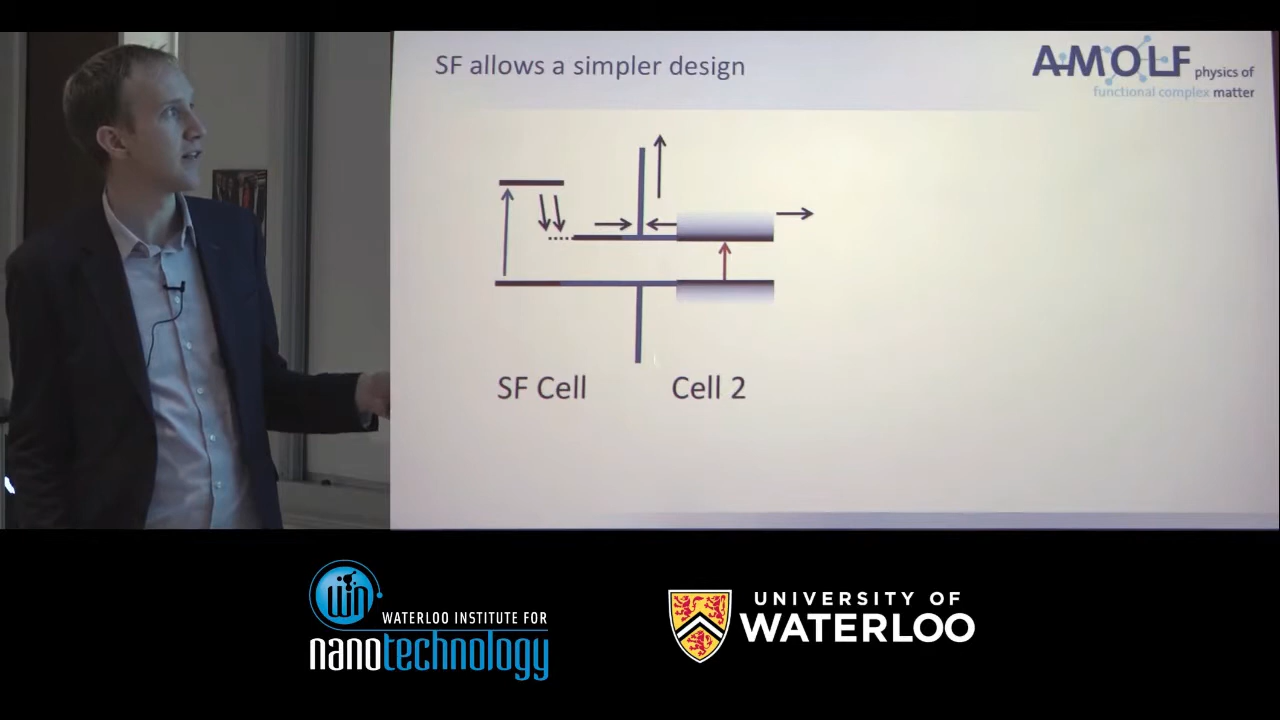 SF allows a simpler design
AMOLF physics of
functional complex matter
SF Cell
Cell 2
WATERLOO INSTITUTE FOR
nanotechnology
UNIVERSITY OF
WATERLOO